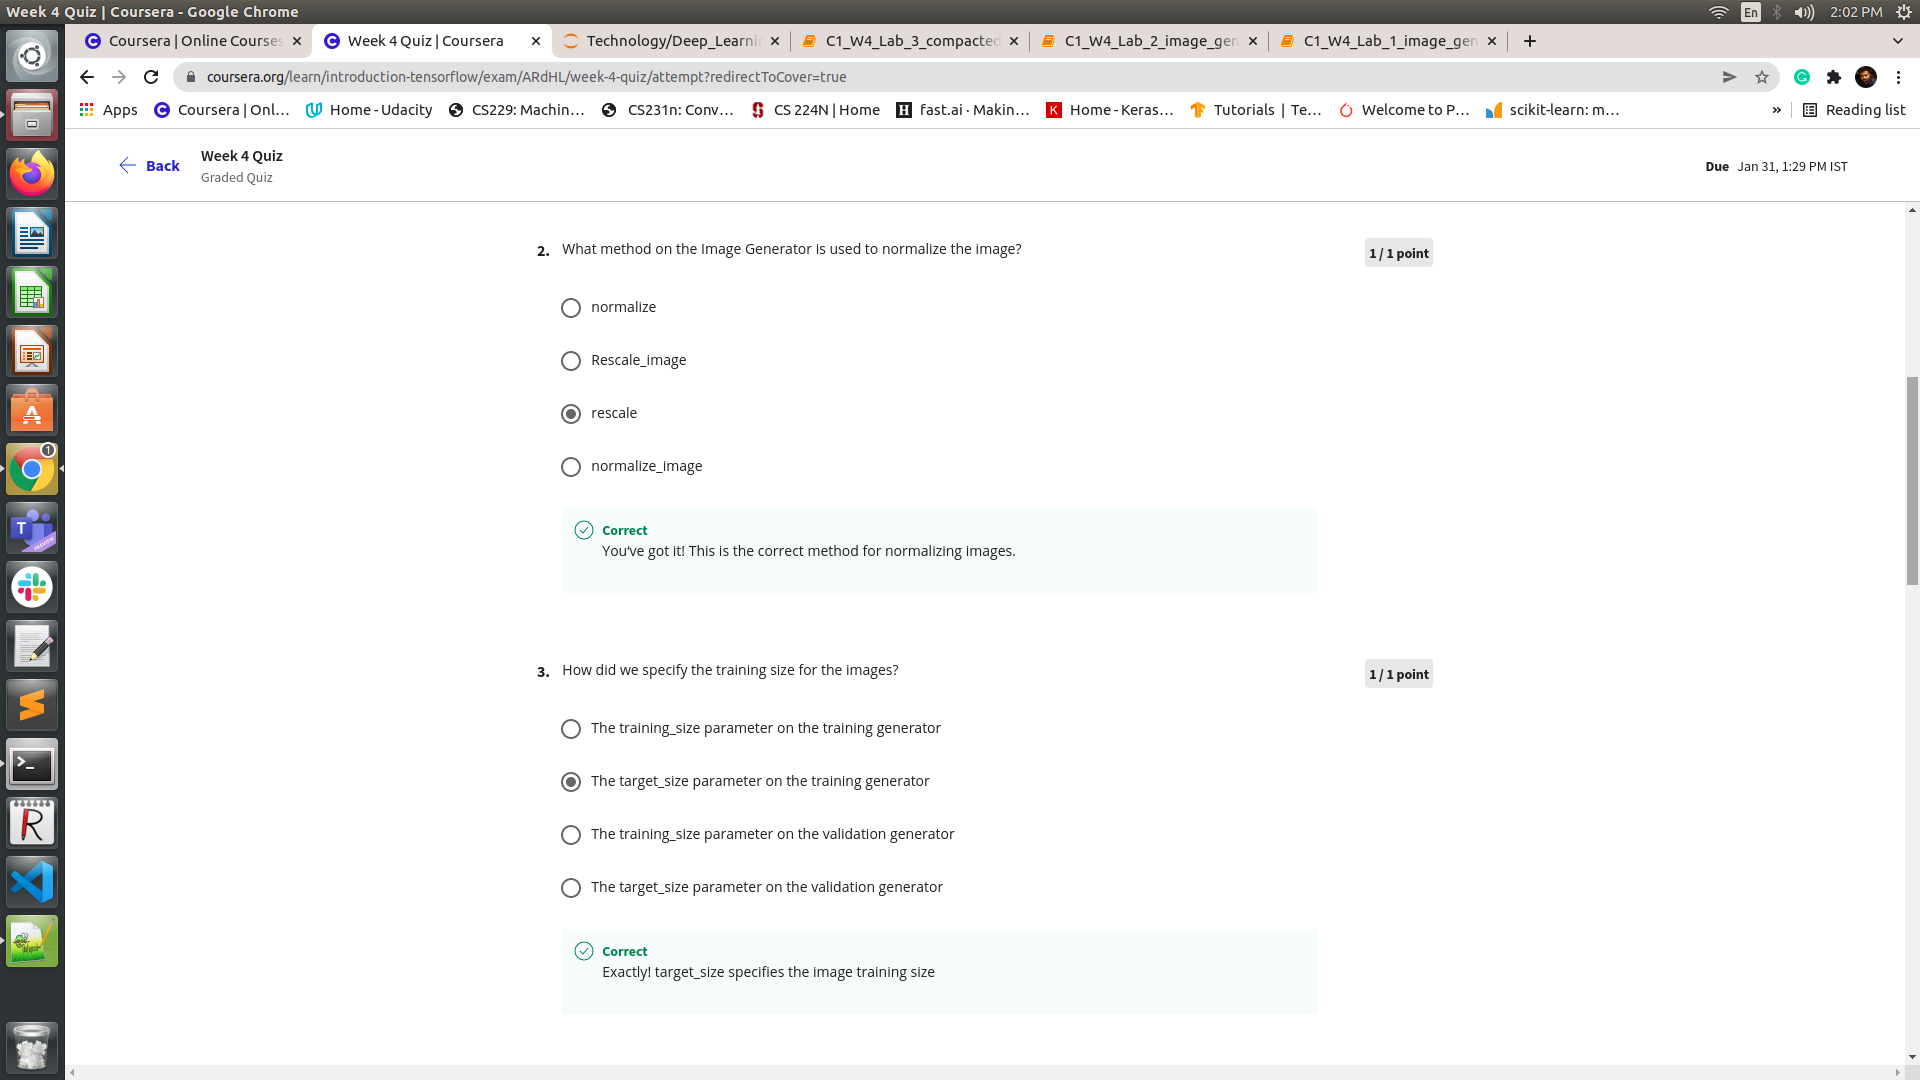 Week 4 Quiz | Coursera - Google Chrome
En
2:02 PM
Coursera | Online Courses
Week 4 Quiz | Coursera
Technology/Deep_Learni
C1_W4_Lab_3_compacted
C1_W4_Lab_2_image_gen
C1_W4_Lab_1_image_gen
coursera.org/learn/introduction-tensorflow/exam/ARdHL/week-4-quiz/attempt?redirectToCover=true
Apps
Coursera | Onl...
Home - Udacity
CS229: Machin...
CS231n: Conv...
CS 224N | Home
fast.ai · Makin...
Home - Keras...
Tutorials | Te...
Welcome to P...
scikit-learn: m...
»
Reading list
Back
Week 4 Quiz
Graded Quiz
Due Jan 31, 1:29 PM IST
2. What method on the Image Generator is used to normalize the image?
1 / 1 point
normalize
Rescale_image
rescale
normalize_image
Correct
You've got it! This is the correct method for normalizing images.
3. How did we specify the training size for the images?
1 / 1 point
The training_size parameter on the training generator
The target_size parameter on the training generator
The training_size parameter on the validation generator
The target_size parameter on the validation generator
Correct
Exactly! target_size specifies the image training size